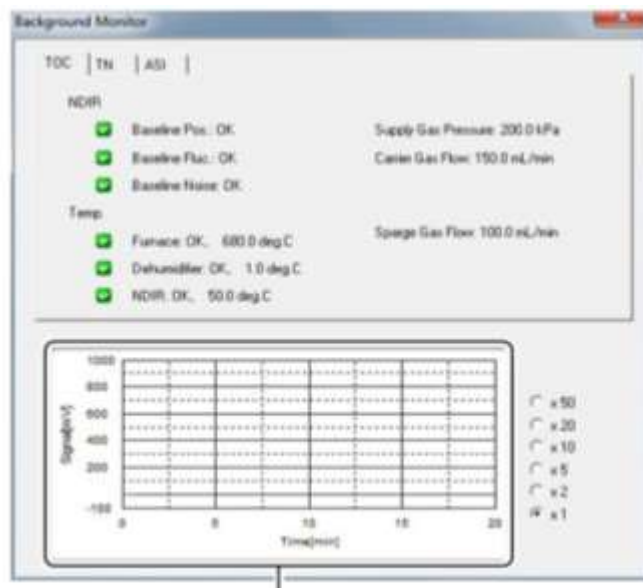 Background Monitor
TOC | TN | ASI |
NDIR
Baseline Pos.: OK
Supply Gas Pressure: 200.0 kPa
Baseline Fluc.: OK
Carrier Gas Flow: 150.0 mL/min
Baseline Noise: OK
Temp.
Furnace: OK, 680.0 deg.C
Sparge Gas Flow: 100.0 mL/min
Dehumidifier: OK, 1.0 deg.C
NDIR: OK, 50.0 deg.C
1000
800
600
400
200
-100
Signal[mV]
0 5 10 15 20
Time[min]
x 50
x 20
x 10
x 5
x 2
x 1